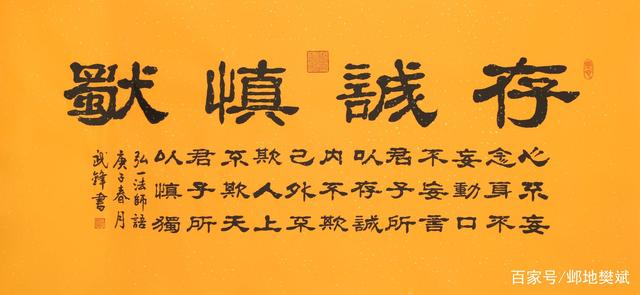 存誠慎獨
心不妄
念身不
妄動口
不妄言
君子所
以存誠
内不欺
己外不
欺人上
不欺天
君子所
以慎獨
弘一法師語
庚子春月
武鋒書
百家号/邺地樊斌